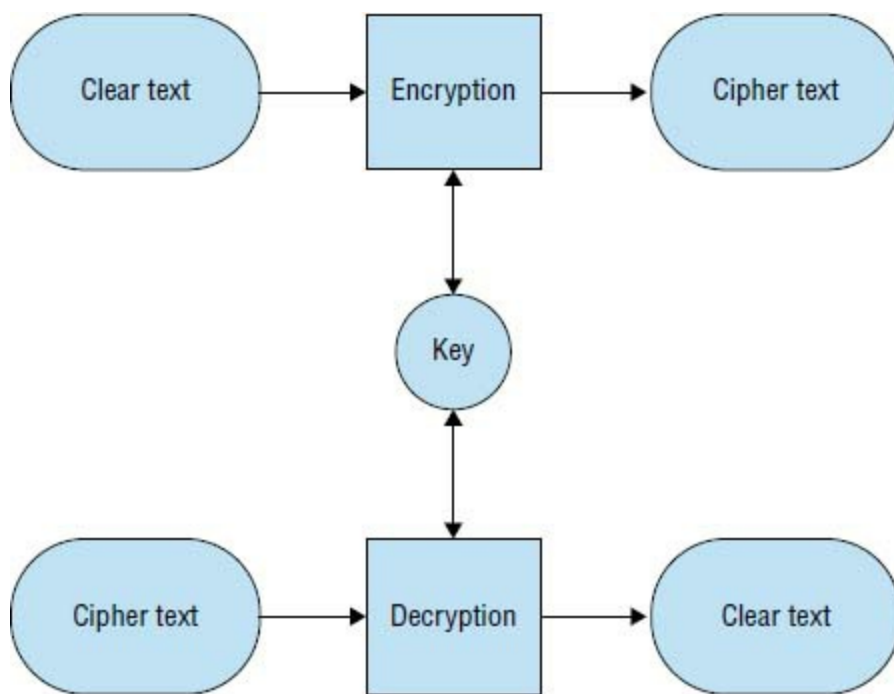 Clear text
Encryption
Cipher text
Key
Cipher text
Decryption
Clear text